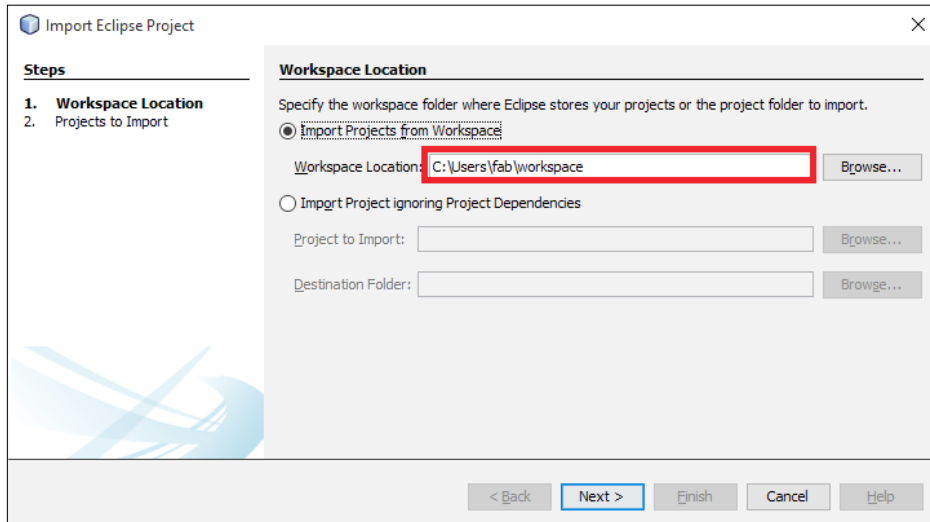 Import Eclipse Project
Steps
1. Workspace Location
2. Projects to Import
Workspace Location
Specify the workspace folder where Eclipse stores your projects or the project folder to import.
Import Projects from Workspace
Workspace Location: C:\Users\fab\workspace Browse...
Import Project ignoring Project Dependencies
Project to Import: Browse...
Destination Folder: Browse...
< Back Next > Finish Cancel Help